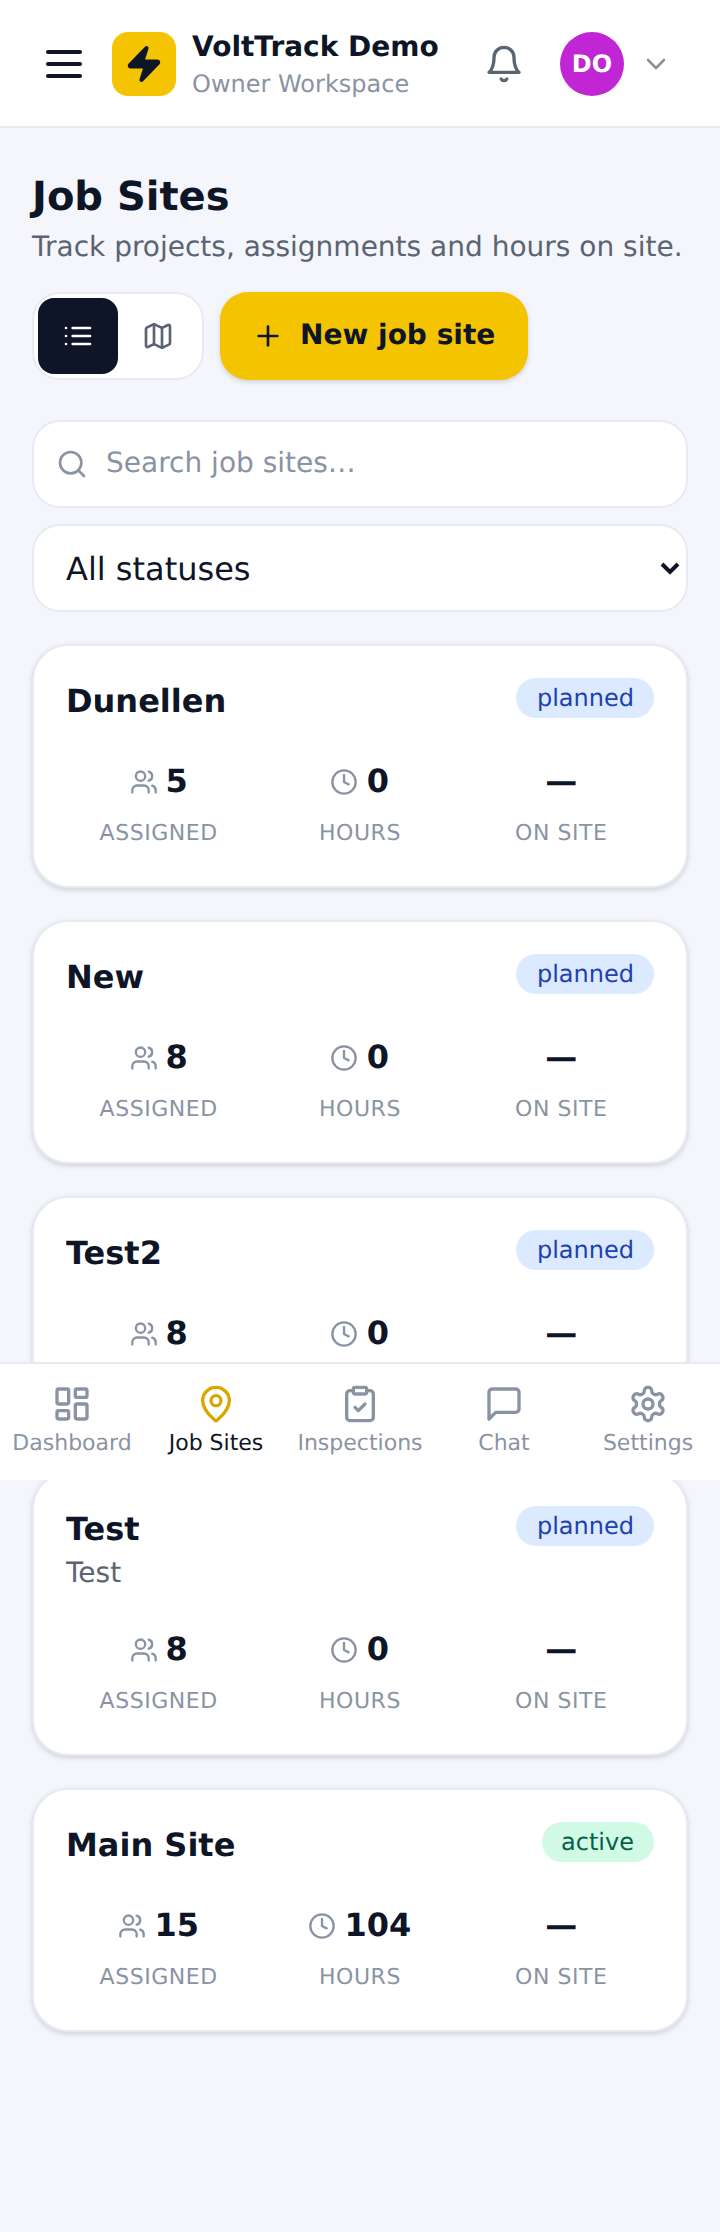 VoltTrack Demo
Owner Workspace
DO
Job Sites
Track projects, assignments and hours on site.
New job site
Search job sites...
All statuses
Dunellen
planned
5
0
—
ASSIGNED
HOURS
ON SITE
New
planned
8
0
—
ASSIGNED
HOURS
ON SITE
Test2
planned
8
0
—
Dashboard
Job Sites
Inspections
Chat
Settings
Test
planned
Test
8
0
—
ASSIGNED
HOURS
ON SITE
Main Site
active
15
104
—
ASSIGNED
HOURS
ON SITE